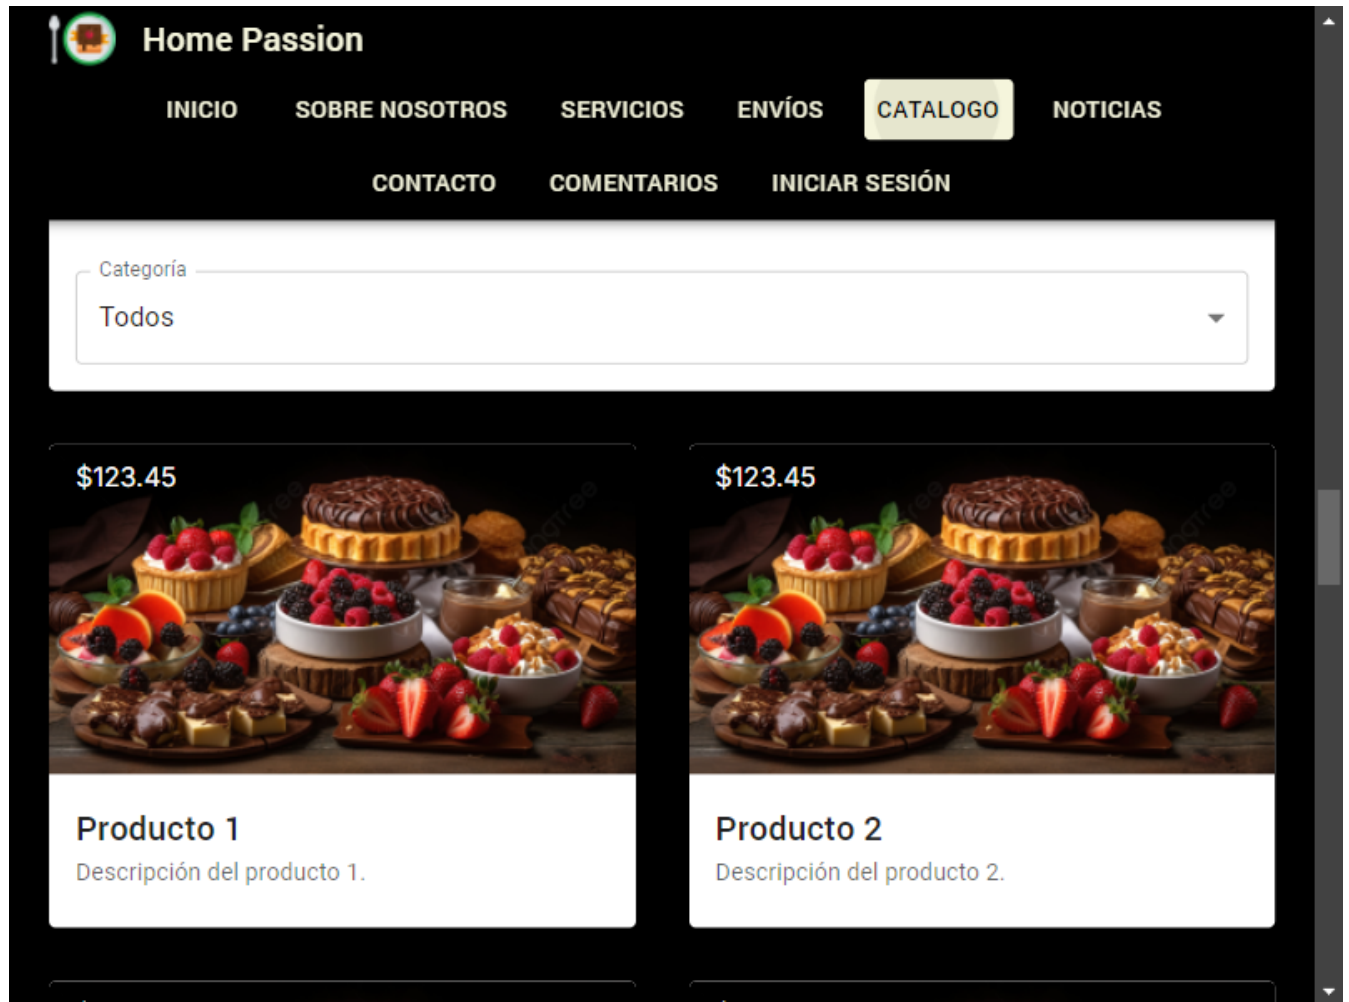 Home Passion
INICIO SOBRE NOSOTROS SERVICIOS ENVÍOS CATALOGO NOTICIAS
CONTACTO COMENTARIOS INICIAR SESIÓN
Categoría
Todos
$123.45 $123.45
Producto 1 Producto 2
Descripción del producto 1. Descripción del producto 2.